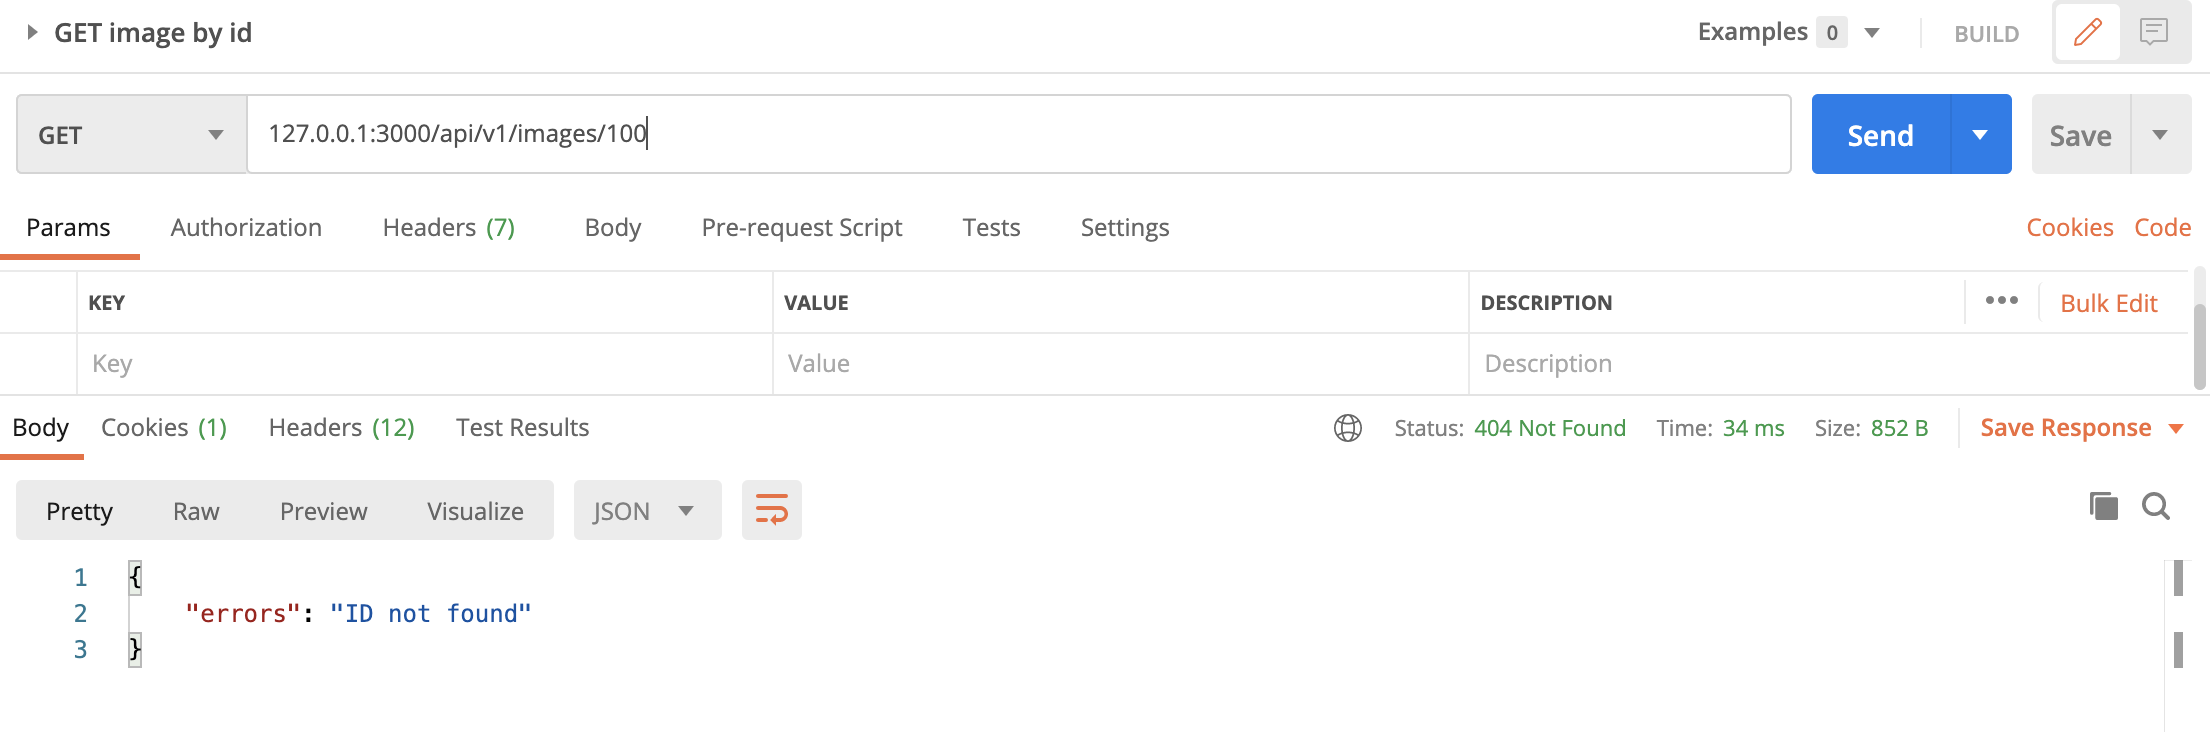 GET image by id
Examples 0
BUILD
GET
127.0.0.1:3000/api/v1/images/100
Send
Save
Params Authorization Headers (7) Body Pre-request Script Tests Settings Cookies Code
KEY VALUE DESCRIPTION Bulk Edit
Key Value Description
Body Cookies (1) Headers (12) Test Results Status: 404 Not Found Time: 34 ms Size: 852 B Save Response
Pretty Raw Preview Visualize JSON
1 {
2 "errors": "ID not found"
3 }